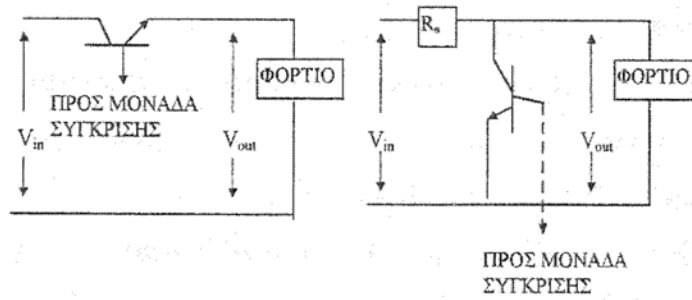 ΦΟΡΤΙΟ
ΠΡΟΣ ΜΟΝΑΔΑ
ΣΥΓΚΡΙΣΗΣ
Vin
Vout
Rs
ΦΟΡΤΙΟ
Vin
Vout
ΠΡΟΣ ΜΟΝΑΔΑ
ΣΥΓΚΡΙΣΗΣ